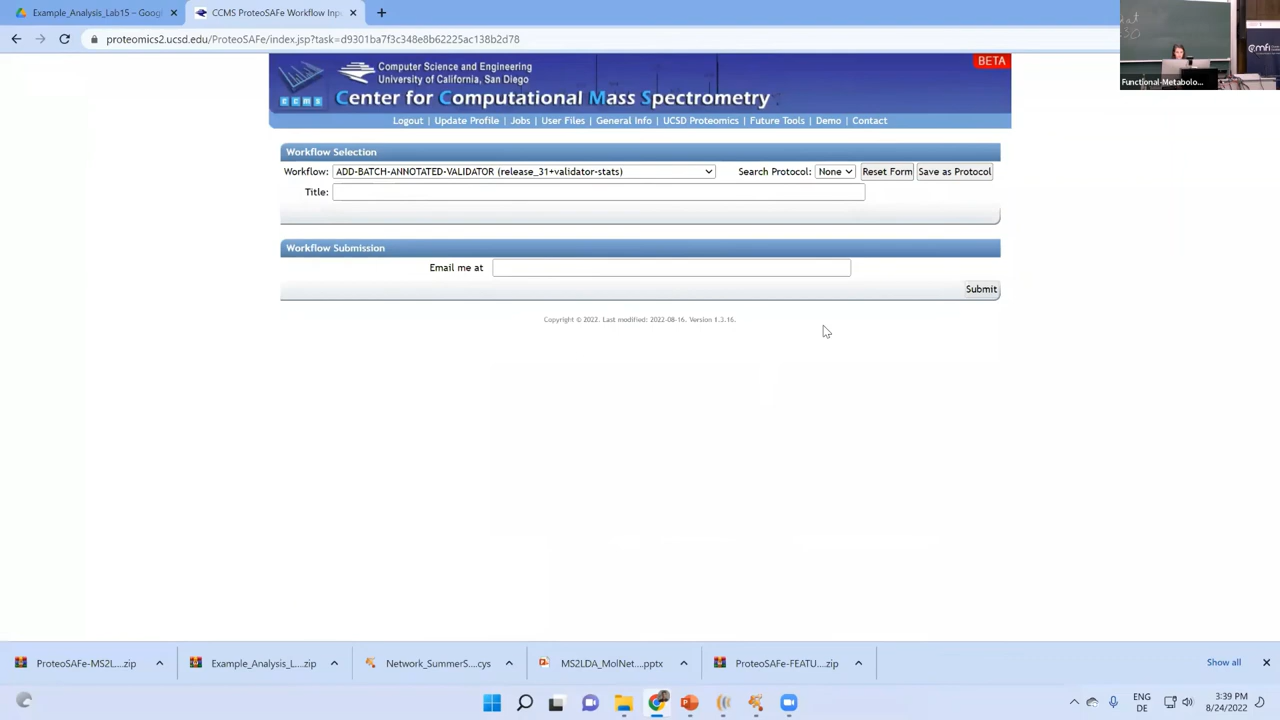 Example_Analysis_Lab15 – Googl
CCMS ProteoSAFe Workflow Input
proteomics2.ucsd.edu/ProteoSAFe/index.jsp?task=d9301ba7f3c348e8b62225ac138b2d78
Functional-Metabolo...
Computer Science and Engineering
University of California, San Diego
BETA
Center for Computational Mass Spectrometry
c c m s
Logout | Update Profile | Jobs | User Files | General Info | UCSD Proteomics | Future Tools | Demo | Contact
Workflow Selection
Workflow: ADD-BATCH-ANNOTATED-VALIDATOR (release_31+validator-stats) Search Protocol: None Reset Form Save as Protocol
Title:
Workflow Submission
Email me at
Submit
Copyright © 2022. Last modified: 2022-08-16. Version 1.3.16.
ProteoSAFe-MS2L....zip
Example_Analysis_L....zip
Network_SummerS....cys
MS2LDA_MolNet....pptx
ProteoSAFe-FEATU....zip
Show all
ENG
DE
3:39 PM
8/24/2022